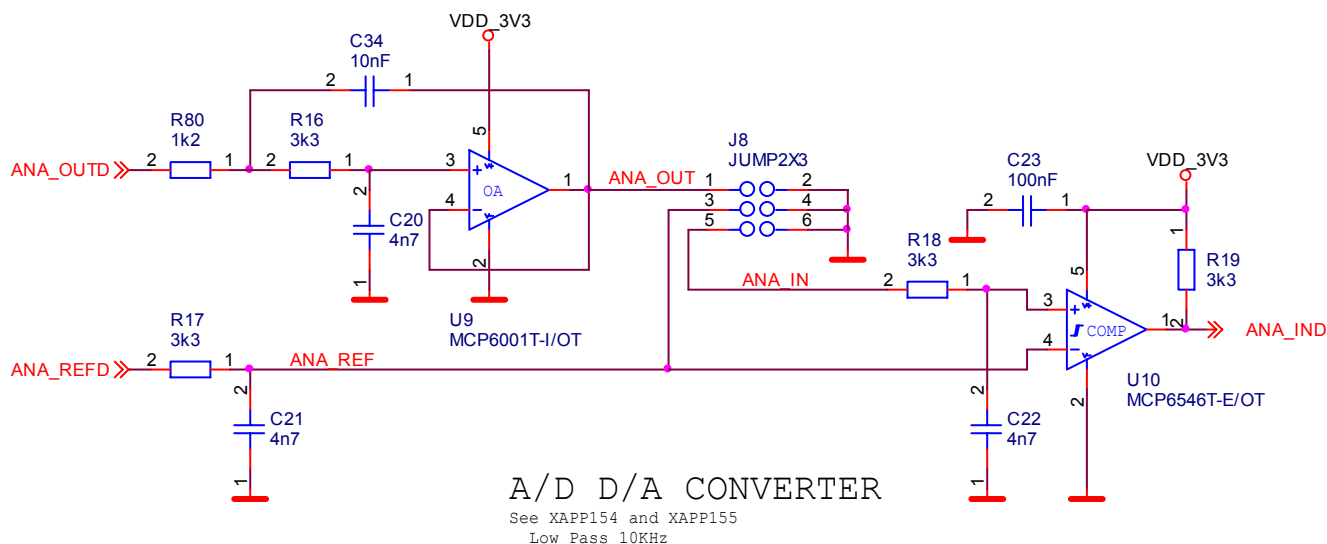 VDD_3V3
C34
10nF
2 1
R80
1k2
R16
3k3
J8
JUMP2X3
C23
100nF
VDD_3V3
ANA_OUTD 2 1 2 1 3 5 + v+ OA 1 ANA_OUT 1 2
3 4
5 6
4 - v-
2
2
C20
4n7
1
2 1
R18
3k3
5
1
R19
3k3
ANA_IN 2 1 3 + v+ COMP 1 2 ANA_IND
4 - v-
U9
MCP6001T-I/OT
R17
3k3
ANA_REFD 2 1 ANA_REF
U10
MCP6546T-E/OT
2
2
C21
4n7
1
2
C22
4n7
1
A/D D/A CONVERTER
See XAPP154 and XAPP155
Low Pass 10KHz